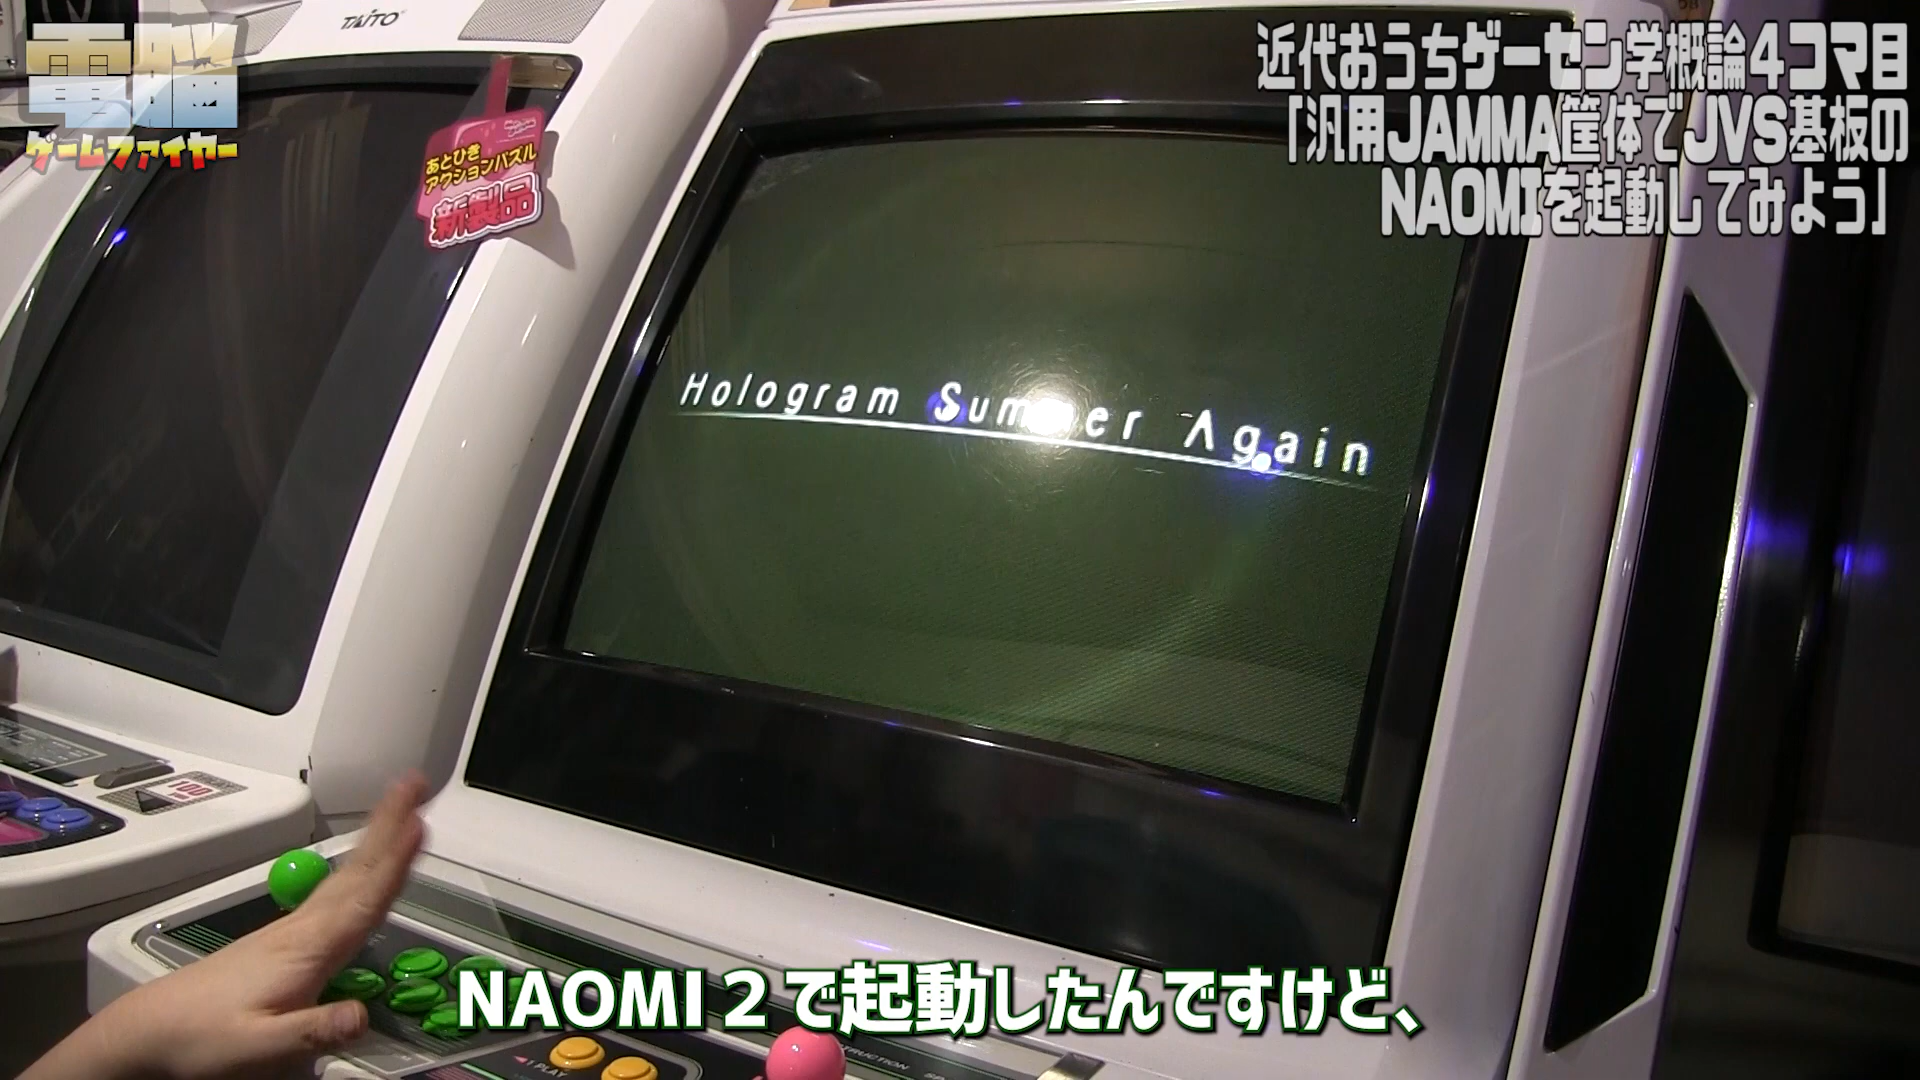 TAITO
電脳
ゲームファイヤー
近代おうちゲーセン学概論4コマ目
「汎用JAMMA筐体でJVS基板の
NAOMIを起動してみよう」
あとひき
アクションパズル
新製品
Hologram Summer Again
100
NAOMI２で起動したんですけど、
1 PLAY